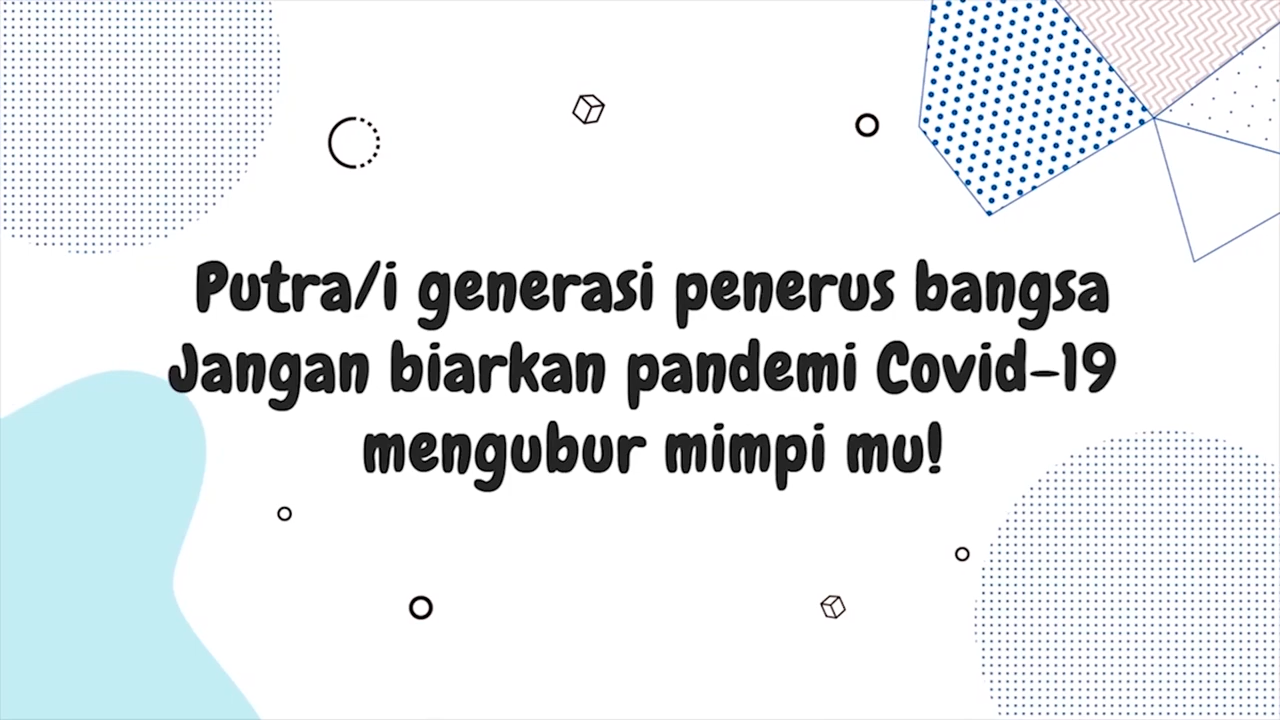 Putra/i generasi penerus bangsa
Jangan biarkan pandemi Covid-19
mengubur mimpi mu!